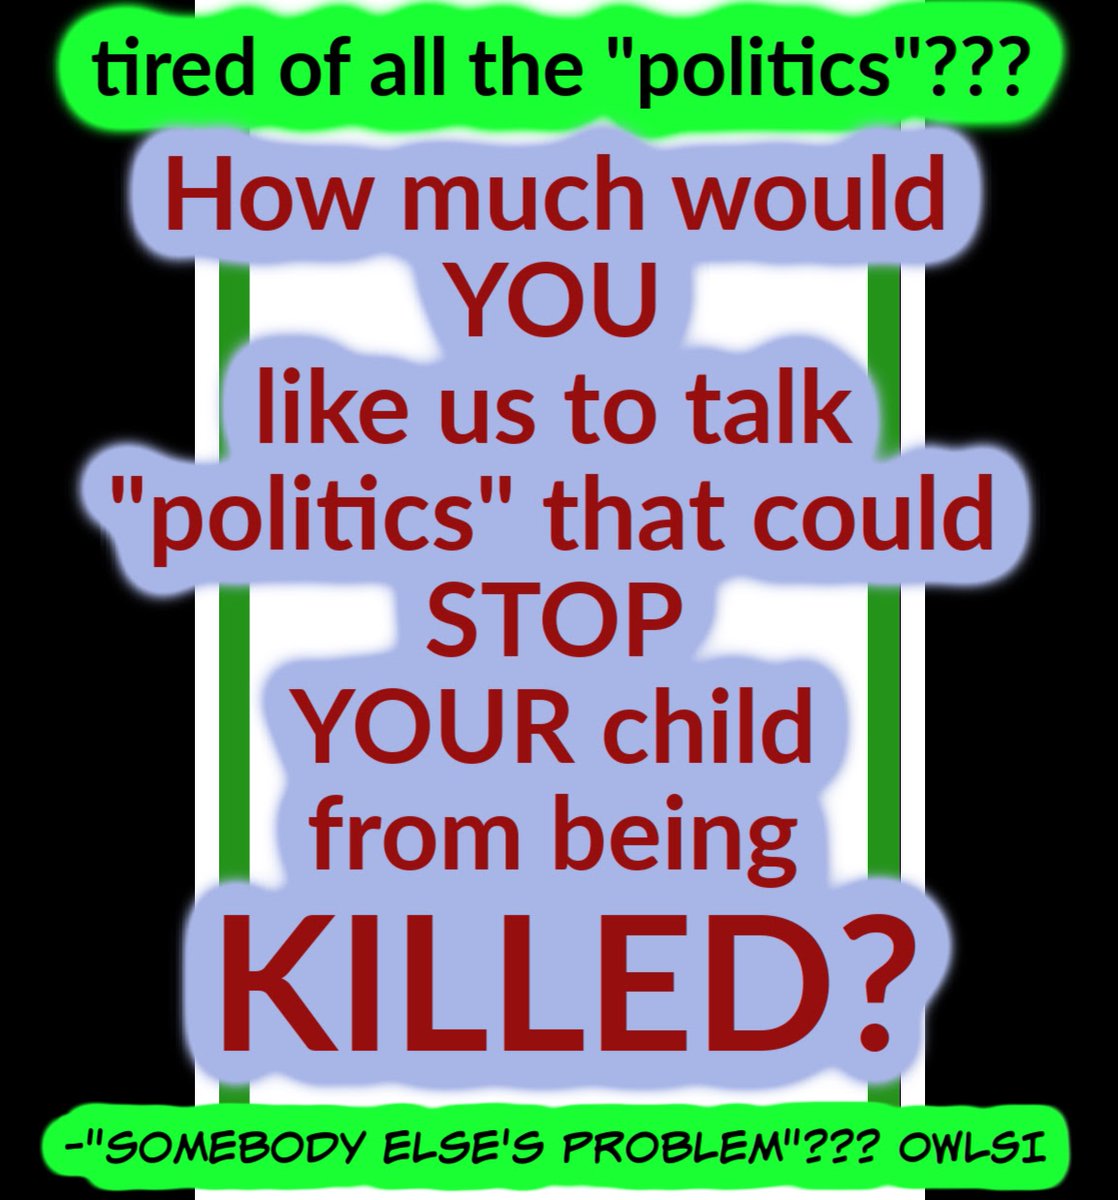 tired of all the "politics"???
How much would
YOU
like us to talk
"politics" that could
STOP
YOUR child
from being
KILLED?
-"SOMEBODY ELSE'S PROBLEM"??? OWLSI